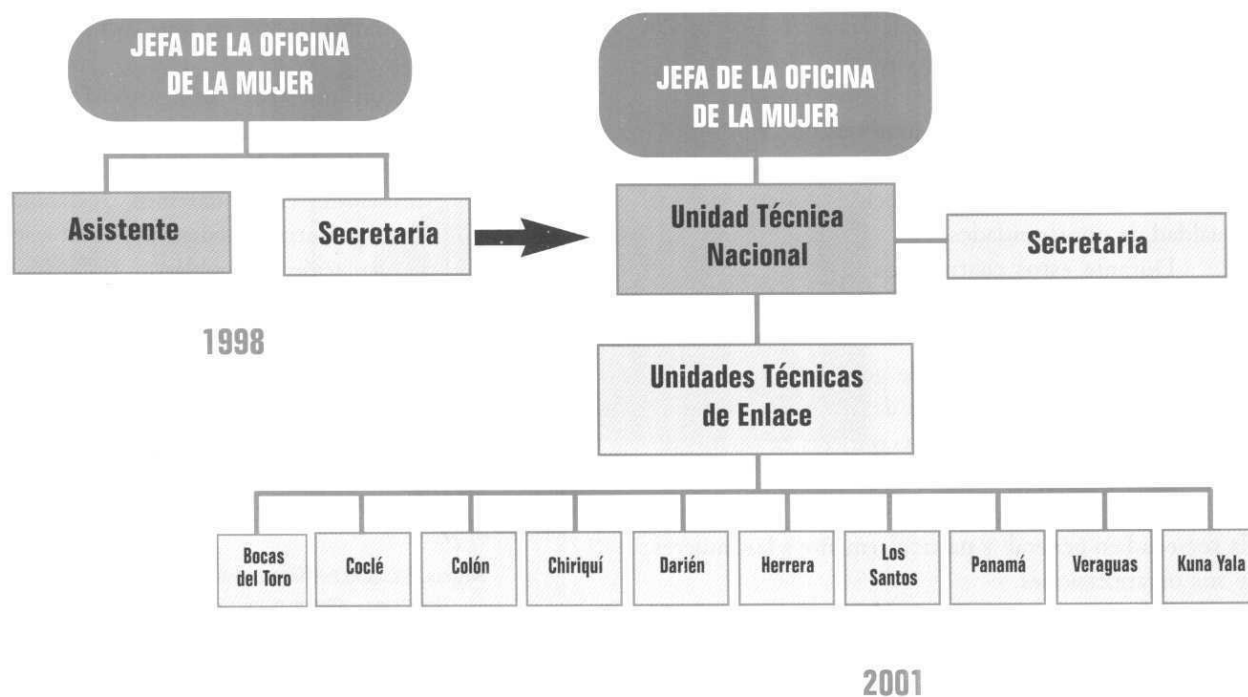 JEFA DE LA OFICINA
DE LA MUJER
Asistente
Secretaria
1998
JEFA DE LA OFICINA
DE LA MUJER
Unidad Técnica
Nacional
Secretaria
Unidades Técnicas
de Enlace
Bocas
del Toro
Coclé
Colón
Chiriquí
Darién
Herrera
Los
Santos
Panamá
Veraguas
Kuna Yala
2001